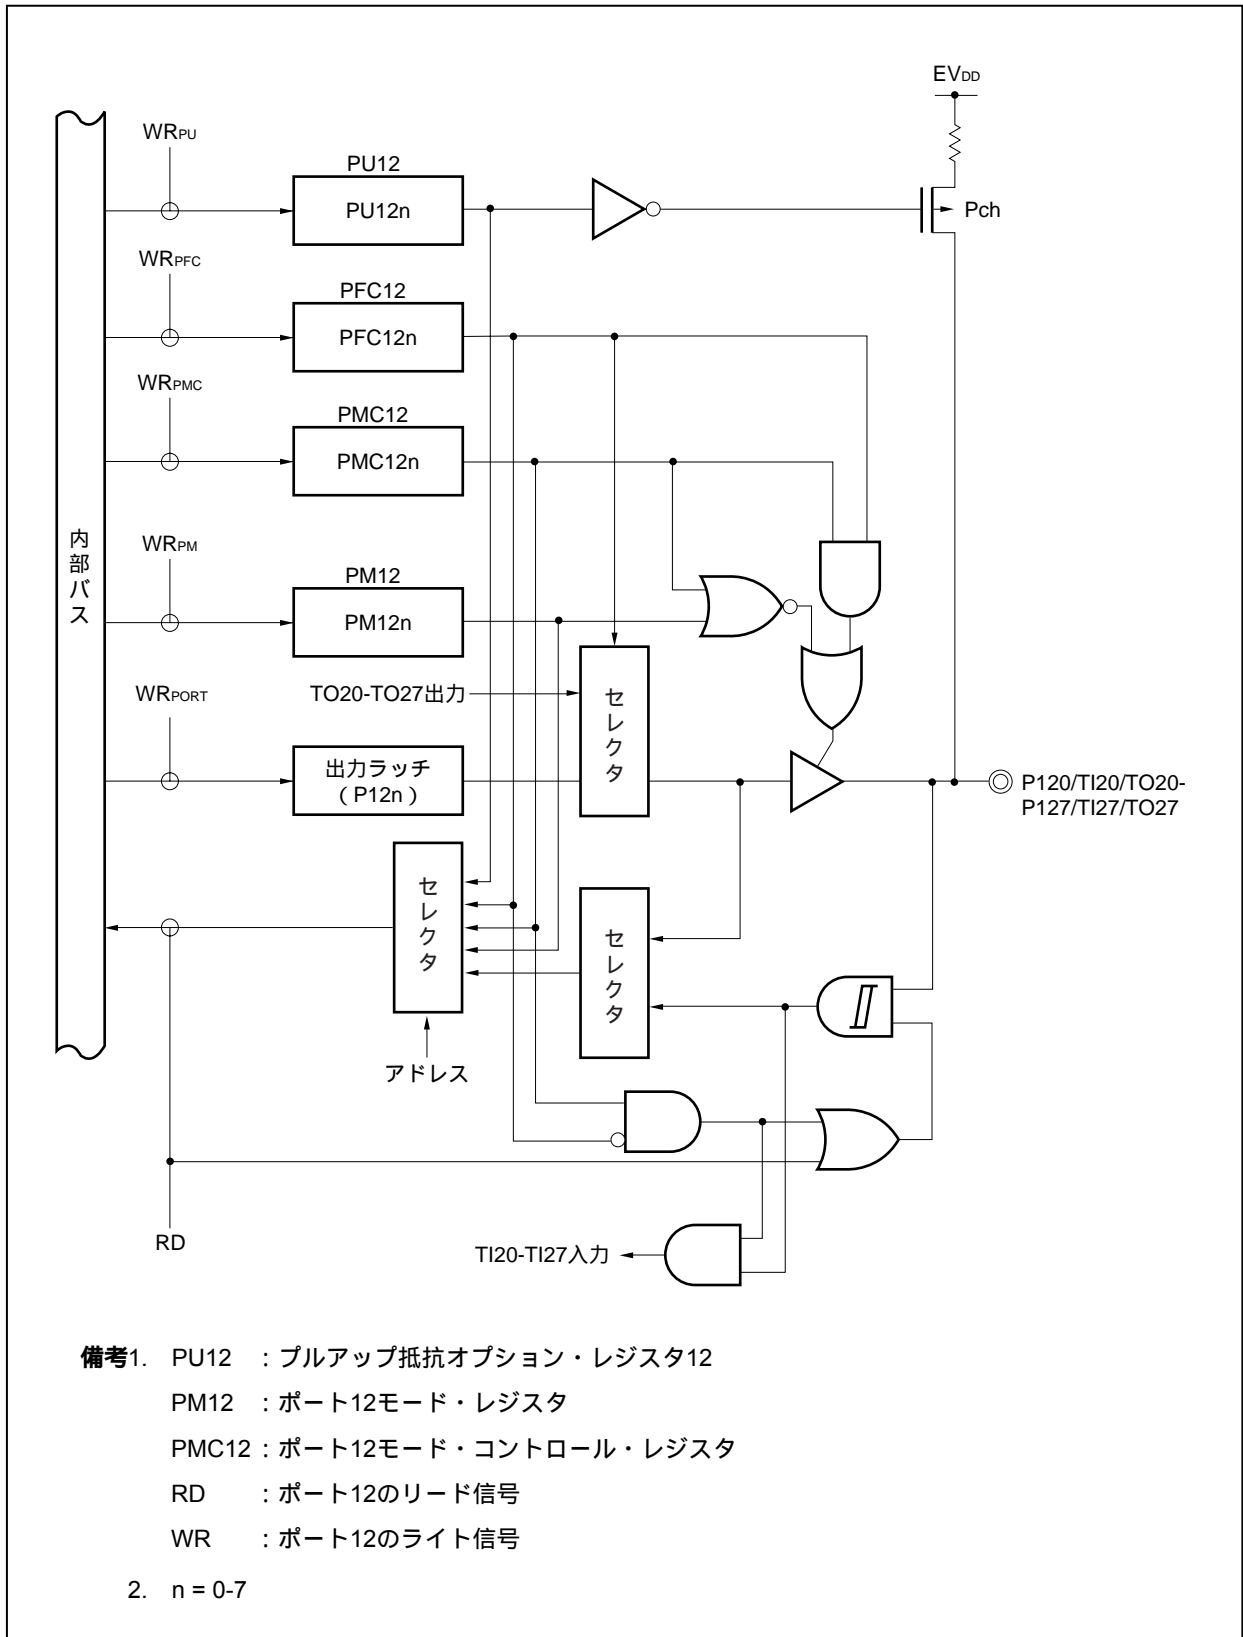 EVDD
WRPU
PU12
PU12n
Pch
WRPFC
PFC12
PFC12n
WRPMC
PMC12
PMC12n
内部バス
WRPM
PM12
PM12n
TO20-TO27出力
セレクタ
WRPORT
出力ラッチ
（P12n）
P120/TI20/TO20-
P127/TI27/TO27
セレクタ
セレクタ
アドレス
RD
TI20-TI27入力
備考1. PU12 ：プルアップ抵抗オプション・レジスタ12
PM12 ：ポート12モード・レジスタ
PMC12：ポート12モード・コントロール・レジスタ
RD ：ポート12のリード信号
WR ：ポート12のライト信号
2. n = 0-7